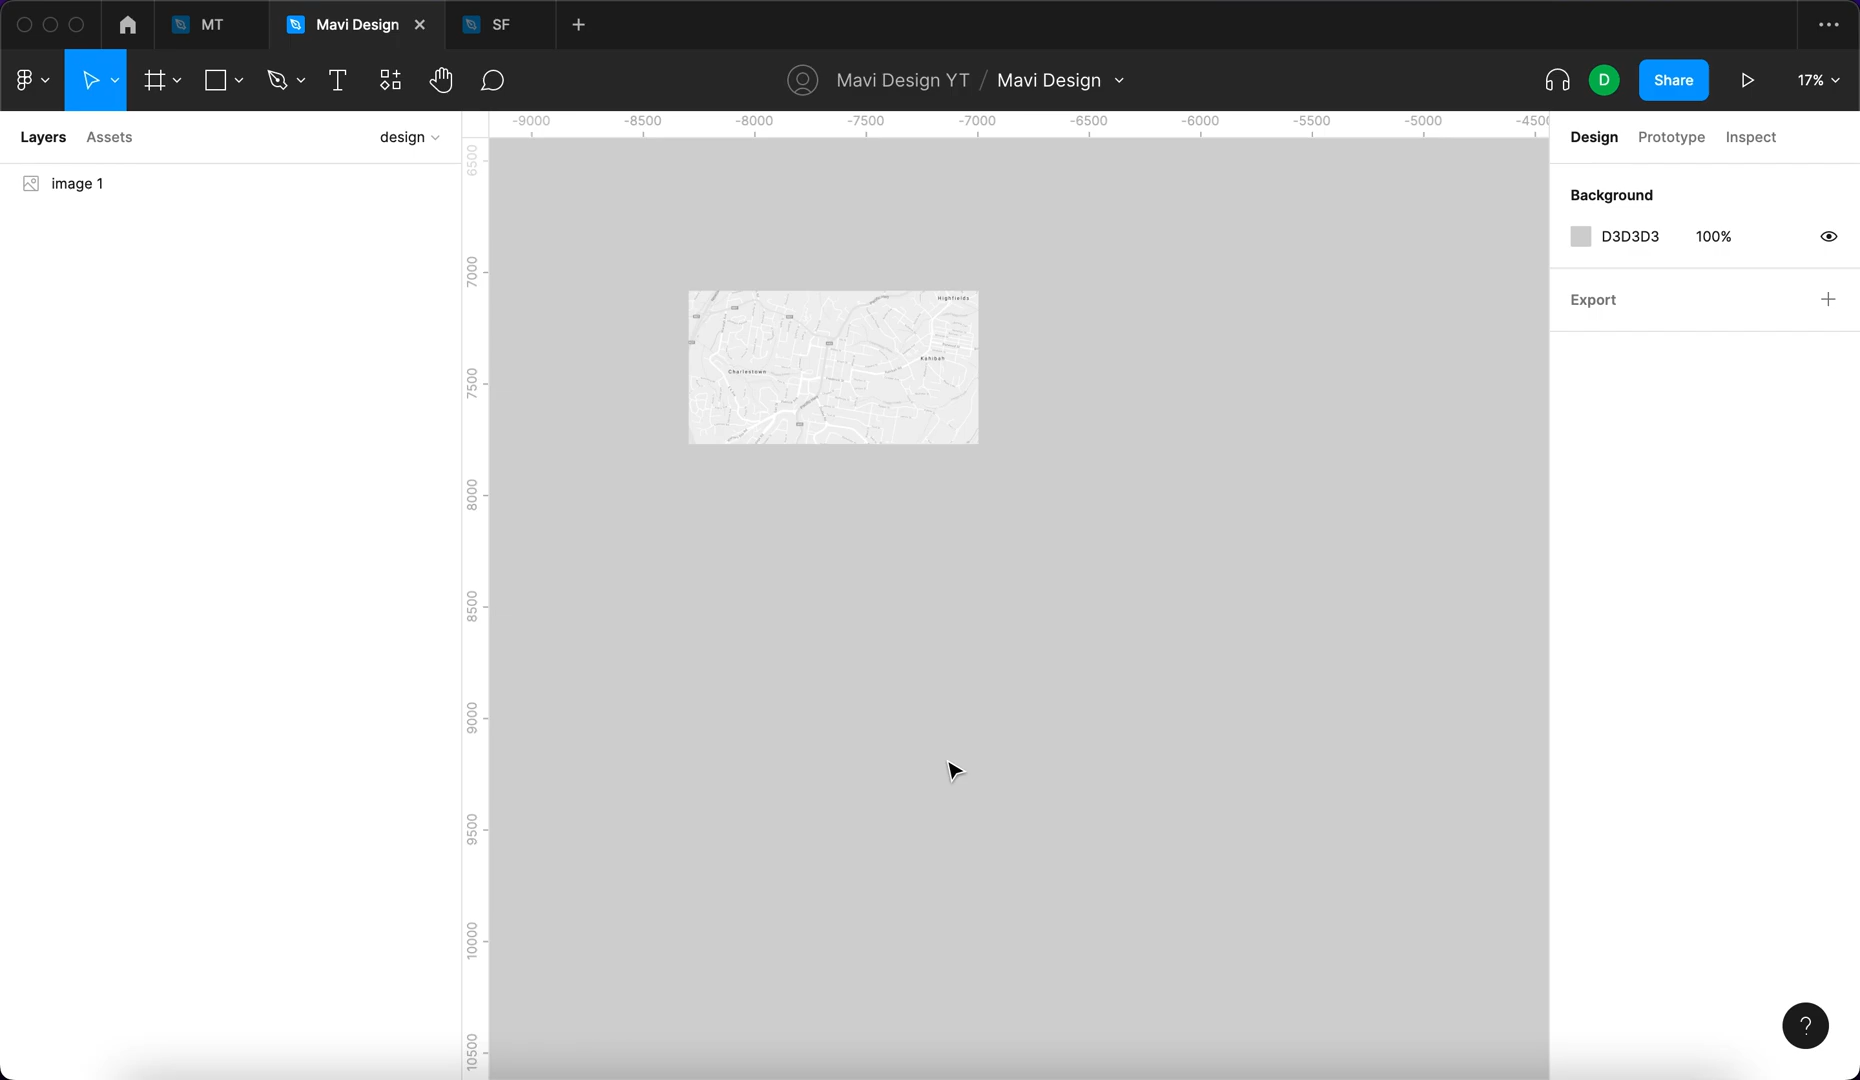 MT
Mavi Design
SF
Mavi Design YT / Mavi Design
D
Share
17%
Layers
Assets
design
image 1
-9000
-8500
-8000
-7500
-7000
-6500
-6000
-5500
-5000
-4500
6500
7000
7500
8000
8500
9000
9500
10000
10500
Highfields
Kahibah
Charlestown
Design
Prototype
Inspect
Background
D3D3D3
100%
Export
?